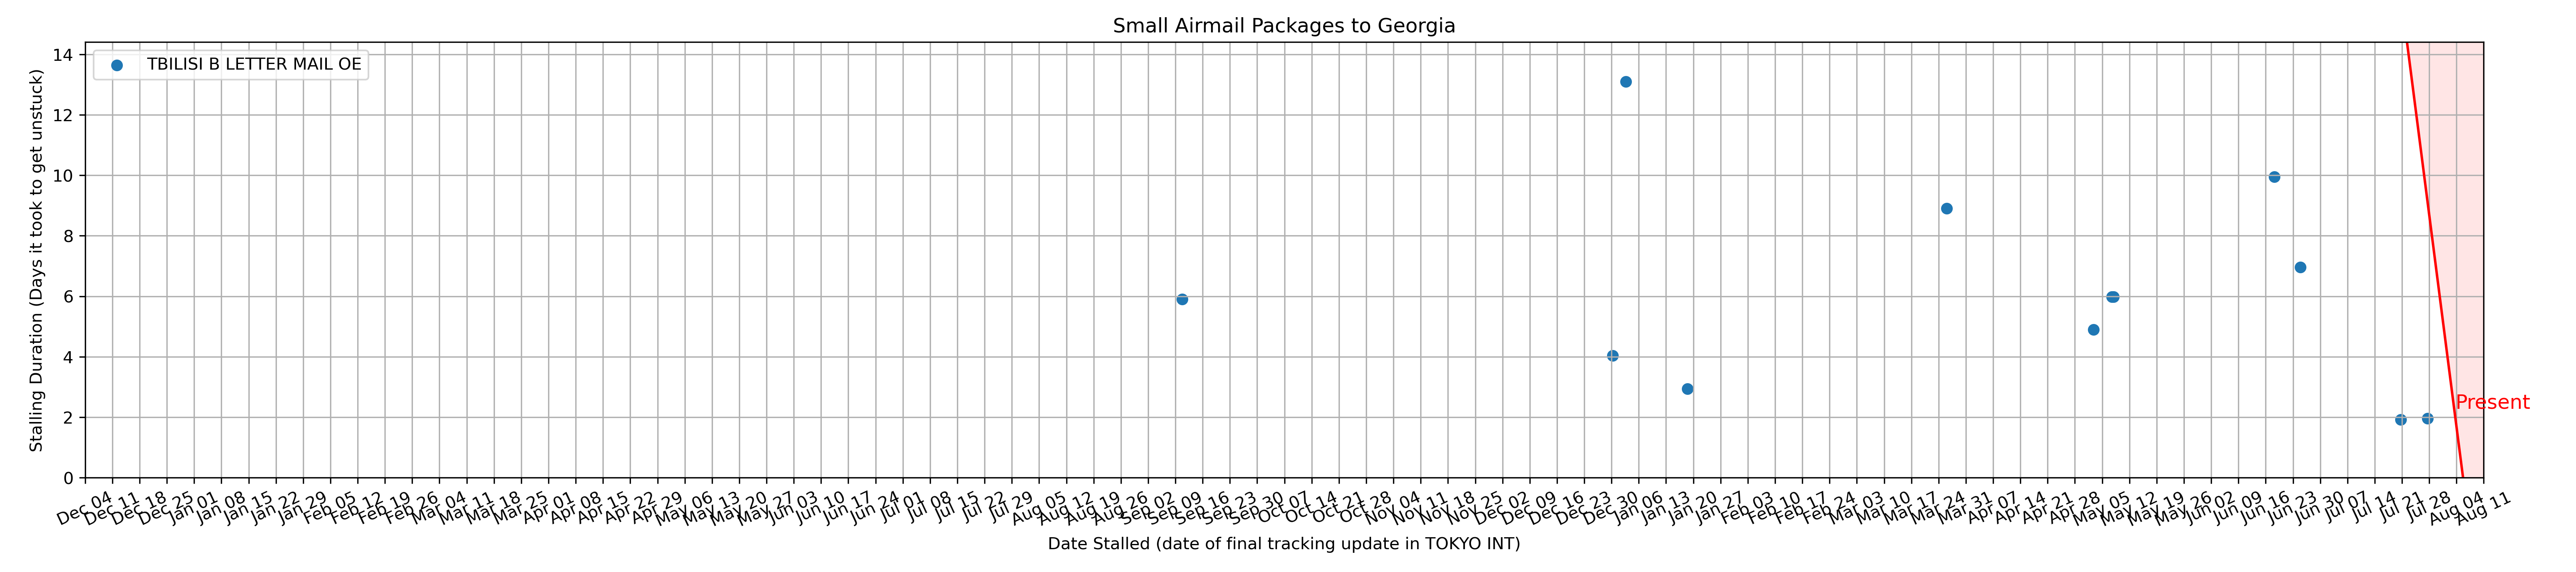 Small Airmail Packages to Georgia
TBILISI B LETTER MAIL OE
Stalling Duration (Days it took to get unstuck)
14
12
10
8
6
4
2
0
Present
Dec 04
Dec 11
Dec 18
Dec 25
Jan 01
Jan 08
Jan 15
Jan 22
Jan 29
Feb 05
Feb 12
Feb 19
Feb 26
Mar 04
Mar 11
Mar 18
Mar 25
Apr 01
Apr 08
Apr 15
Apr 22
Apr 29
May 06
May 13
May 20
May 27
Jun 03
Jun 10
Jun 17
Jun 24
Jul 01
Jul 08
Jul 15
Jul 22
Jul 29
Aug 05
Aug 12
Aug 19
Aug 26
Sep 02
Sep 09
Sep 16
Sep 23
Sep 30
Oct 07
Oct 14
Oct 21
Oct 28
Nov 04
Nov 11
Nov 18
Nov 25
Dec 02
Dec 09
Dec 16
Dec 23
Dec 30
Jan 06
Jan 13
Jan 20
Jan 27
Feb 03
Feb 10
Feb 17
Feb 24
Mar 03
Mar 10
Mar 17
Mar 24
Mar 31
Apr 07
Apr 14
Apr 21
Apr 28
May 05
May 12
May 19
May 26
Jun 02
Jun 09
Jun 16
Jun 23
Jun 30
Jul 07
Jul 14
Jul 21
Jul 28
Aug 04
Aug 11
Date Stalled (date of final tracking update in TOKYO INT)